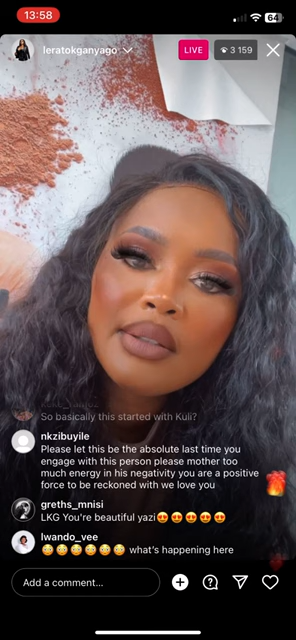 13:58
64
leratokganyago
LIVE
3 159
So basically this started with Kuli?
nkzibuyile
Please let this be the absolute last time you
engage with this person please mother too
much energy in his negativity you are a positive
force to be reckoned with we love you
greths_mnisi
LKG You're beautiful yazi😍😍😍😍😍
lwando_vee
😳😳😳😳😳😳 what's happening here
Add a comment...